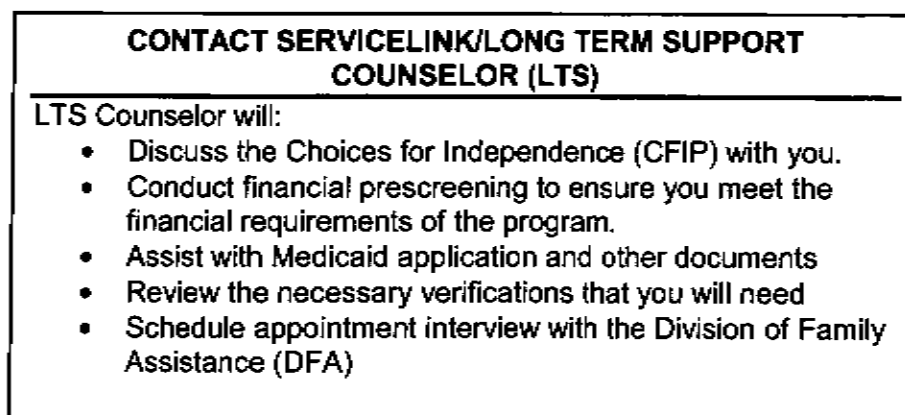 CONTACT SERVICELINK/LONG TERM SUPPORT
COUNSELOR (LTS)
LTS Counselor will:
• Discuss the Choices for Independence (CFIP) with you.
• Conduct financial prescreening to ensure you meet the
financial requirements of the program.
• Assist with Medicaid application and other documents
• Review the necessary verifications that you will need
• Schedule appointment interview with the Division of Family
Assistance (DFA)